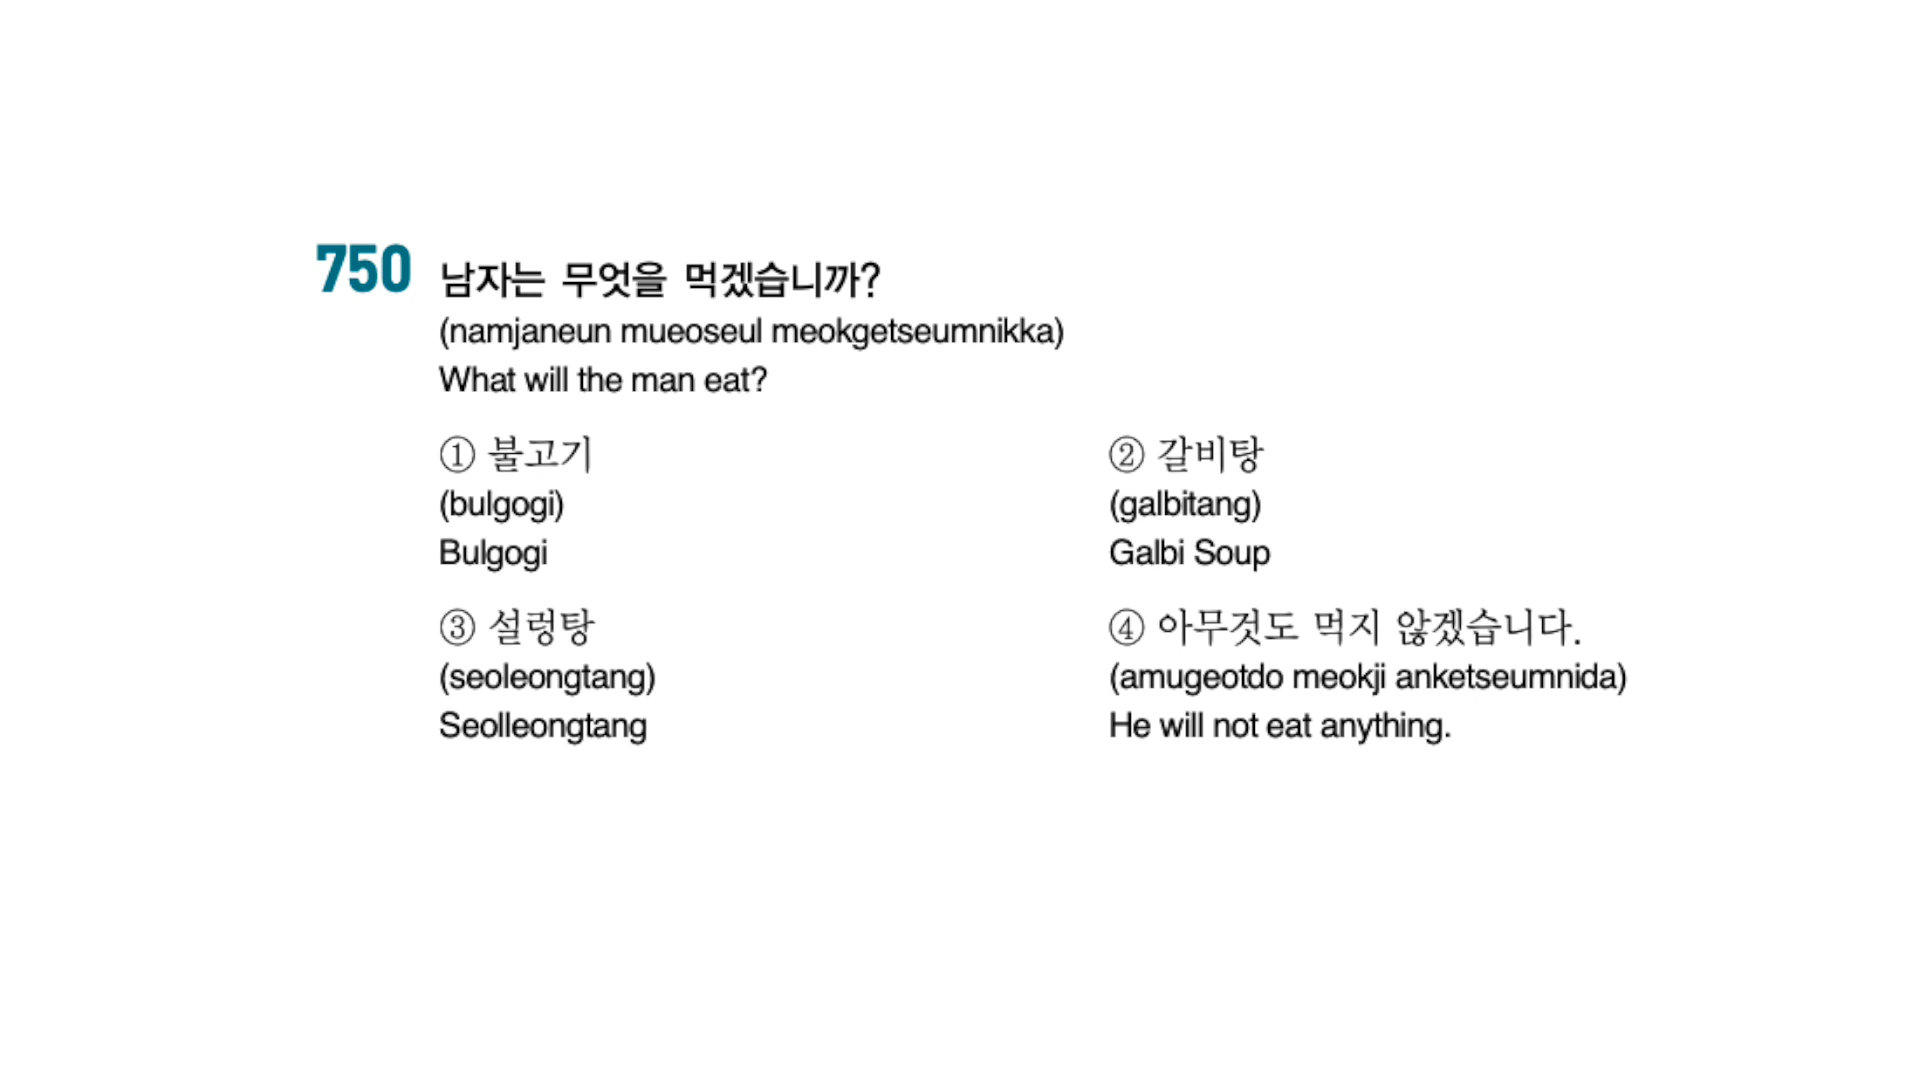 750 남자는 무엇을 먹겠습니까?
(namjaneun mueoseul meokgetseumnikka)
What will the man eat?
① 불고기
(bulgogi)
Bulgogi
② 갈비탕
(galbitang)
Galbi Soup
③ 설렁탕
(seoleongtang)
Seolleongtang
④ 아무것도 먹지 않겠습니다.
(amugeotdo meokji anketseumnida)
He will not eat anything.